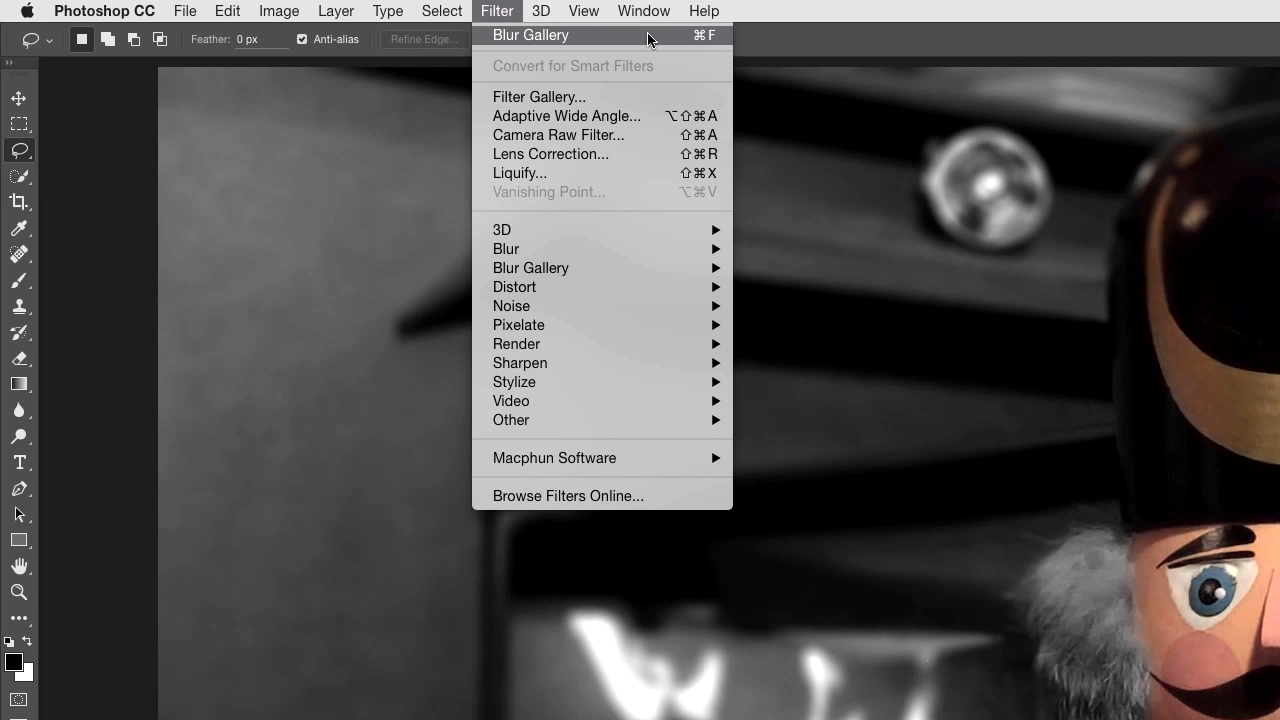 Photoshop CC File Edit Image Layer Type Select Filter 3D View Window Help
Feather: 0 px Anti-alias Refine Edge...
Blur Gallery ⌘F
Convert for Smart Filters
Filter Gallery...
Adaptive Wide Angle... ⌥⇧⌘A
Camera Raw Filter... ⇧⌘A
Lens Correction... ⇧⌘R
Liquify... ⇧⌘X
Vanishing Point... ⌥⌘V
3D
Blur
Blur Gallery
Distort
Noise
Pixelate
Render
Sharpen
Stylize
Video
Other
Macphun Software
Browse Filters Online...